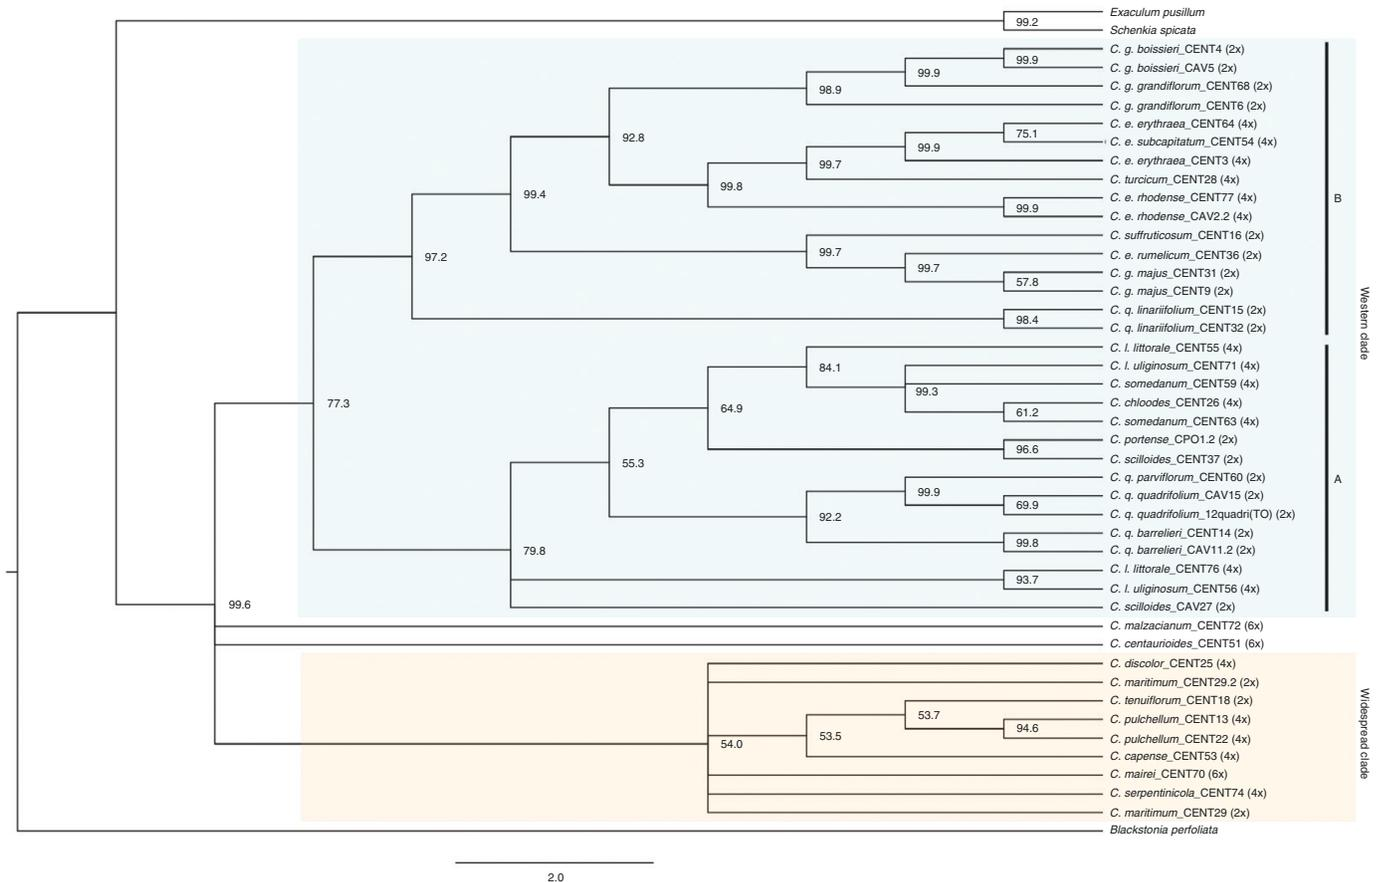 Exaculum pusillum
99.2
Schenkia spicata
C. g. boissieri_CENT4 (2x)
99.9
C. g. boissieri_CAV5 (2x)
99.9
C. g. grandiflorum_CENT68 (2x)
98.9
C. g. grandiflorum_CENT6 (2x)
C. e. erythraea_CENT64 (4x)
75.1
92.8
C. e. subcapitatum_CENT54 (4x)
99.9
C. e. erythraea_CENT3 (4x)
99.7
C. turcicum_CENT28 (4x)
99.8
99.4
C. e. rhodense_CENT77 (4x)
B
99.9
C. e. rhodense_CAV2.2 (4x)
C. suffruticosum_CENT16 (2x)
99.7
C. e. rumelicum_CENT36 (2x)
97.2
99.7
C. g. majus_CENT31 (2x)
57.8
C. g. majus_CENT9 (2x)
C. q. linariifolium_CENT15 (2x)
98.4
C. q. linariifolium_CENT32 (2x)
Western clade
C. l. littorale_CENT55 (4x)
84.1
C. l. uliginosum_CENT71 (4x)
C. somedanum_CENT59 (4x)
99.3
77.3
C. chloodes_CENT26 (4x)
64.9
61.2
C. somedanum_CENT63 (4x)
C. portense_CPO1.2 (2x)
96.6
C. scilloides_CENT37 (2x)
55.3
C. q. parviflorum_CENT60 (2x)
A
99.9
C. q. quadrifolium_CAV15 (2x)
69.9
C. q. quadrifolium_12quadri(TO) (2x)
92.2
C. q. barrelieri_CENT14 (2x)
99.8
C. q. barrelieri_CAV11.2 (2x)
79.8
C. l. littorale_CENT76 (4x)
93.7
C. l. uliginosum_CENT56 (4x)
99.6
C. scilloides_CAV27 (2x)
C. malzacianum_CENT72 (6x)
C. centaurioides_CENT51 (6x)
C. discolor_CENT25 (4x)
C. maritimum_CENT29.2 (2x)
C. tenuiflorum_CENT18 (2x)
53.7
C. pulchellum_CENT13 (4x)
94.6
Widespread clade
53.5
C. pulchellum_CENT22 (4x)
54.0
C. capense_CENT53 (4x)
C. mairei_CENT70 (6x)
C. serpentinicola_CENT74 (4x)
C. maritimum_CENT29 (2x)
Blackstonia perfoliata
2.0